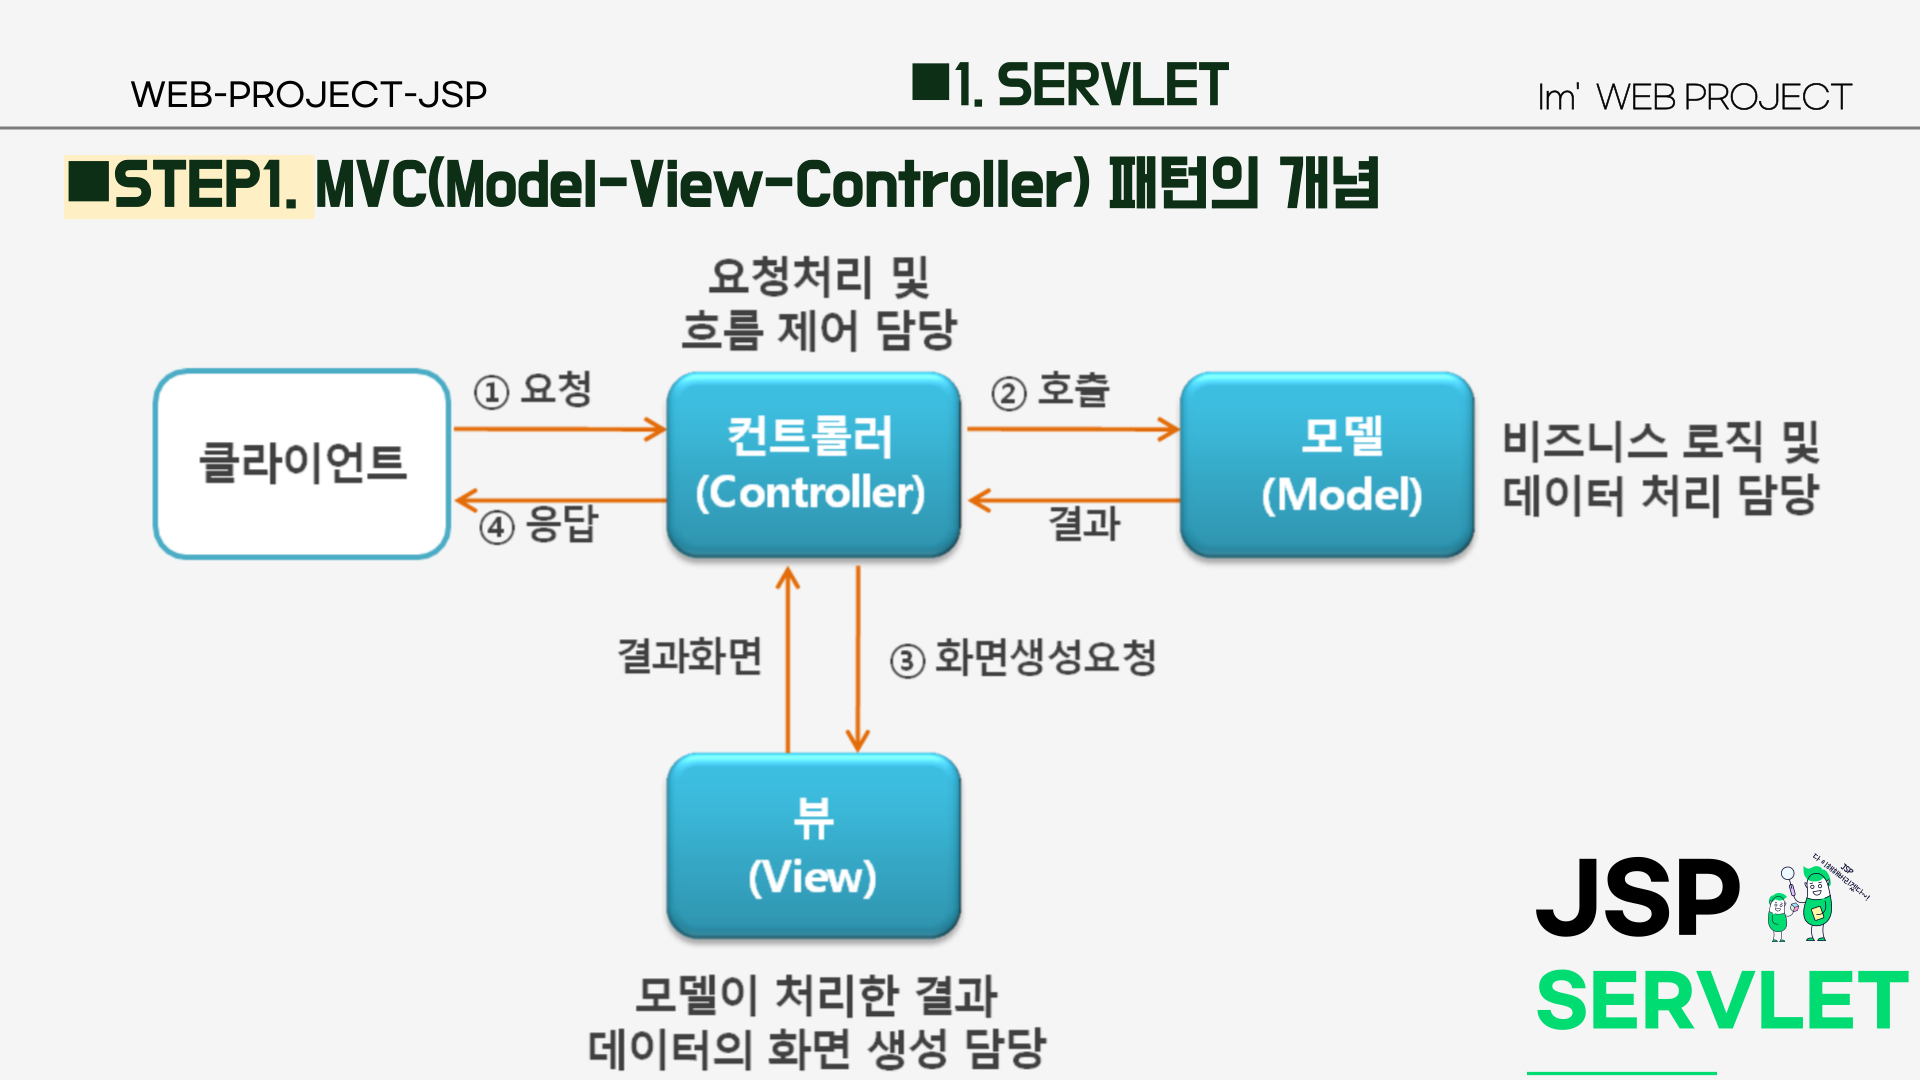 WEB-PROJECT-JSP
■1. SERVLET
Im' WEB PROJECT
■STEP1. MVC(Model-View-Controller) 패턴의 개념
요청처리 및
흐름 제어 담당
클라이언트
① 요청
④ 응답
컨트롤러
(Controller)
② 호출
결과
모델
(Model)
비즈니스 로직 및
데이터 처리 담당
결과화면
③ 화면생성요청
뷰
(View)
모델이 처리한 결과
데이터의 화면 생성 담당
JSP
JSP
SERVLET